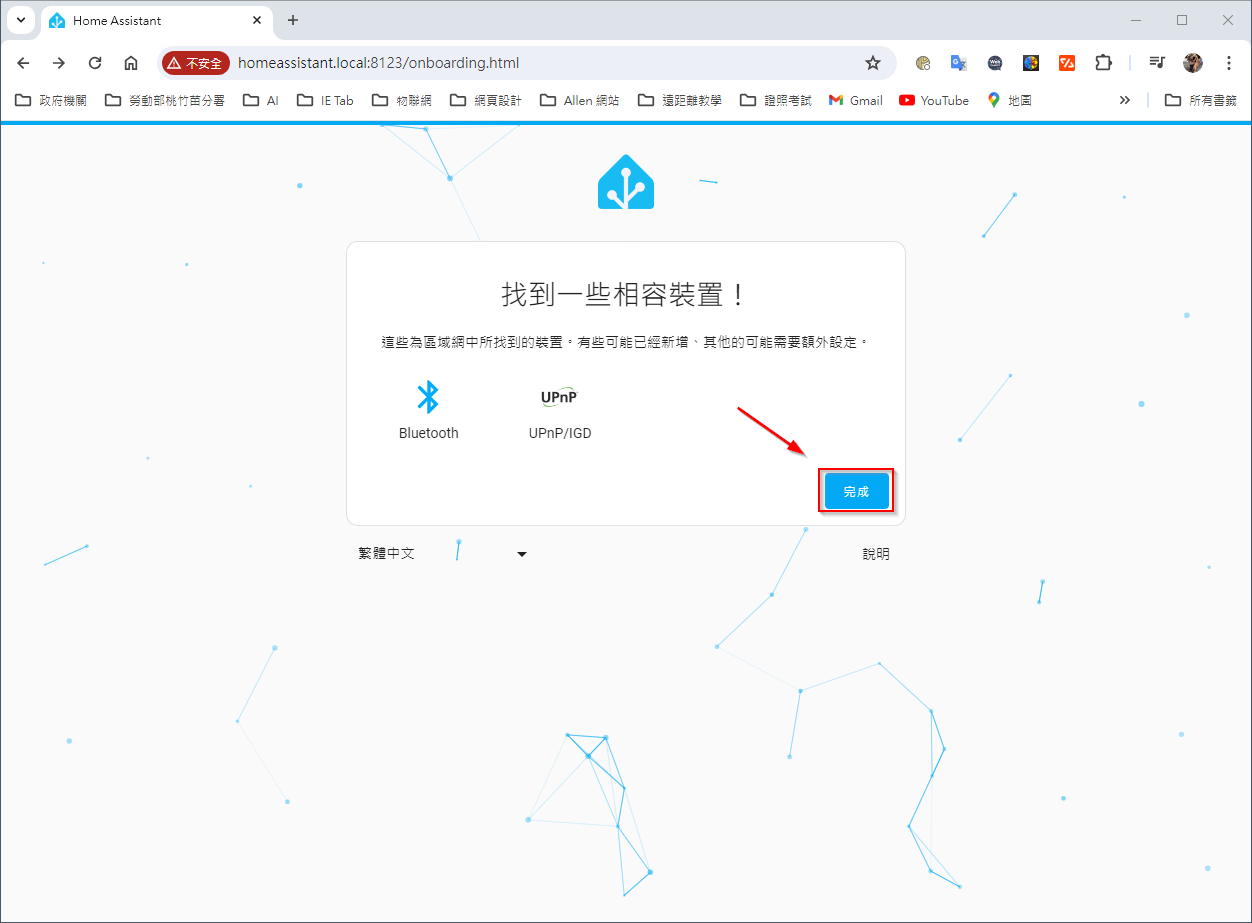 Home Assistant
不安全 homeassistant.local:8123/onboarding.html
政府機關 勞動部桃竹苗分署 AI IE Tab 物聯網 網頁設計 Allen 網站 遠距離教學 證照考試 Gmail YouTube 地圖 所有書籤
找到一些相容裝置！
這些為區域網中所找到的裝置。有些可能已經新增、其他的可能需要額外設定。
UPnP
Bluetooth UPnP/IGD
完成
繁體中文 說明